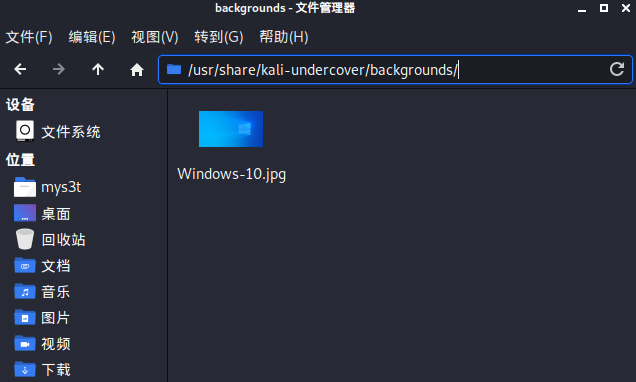 backgrounds - 文件管理器
文件(F) 编辑(E) 视图(V) 转到(G) 帮助(H)
/usr/share/kali-undercover/backgrounds/
设备
文件系统
位置
mys3t
桌面
回收站
文档
音乐
图片
视频
下载
Windows-10.jpg